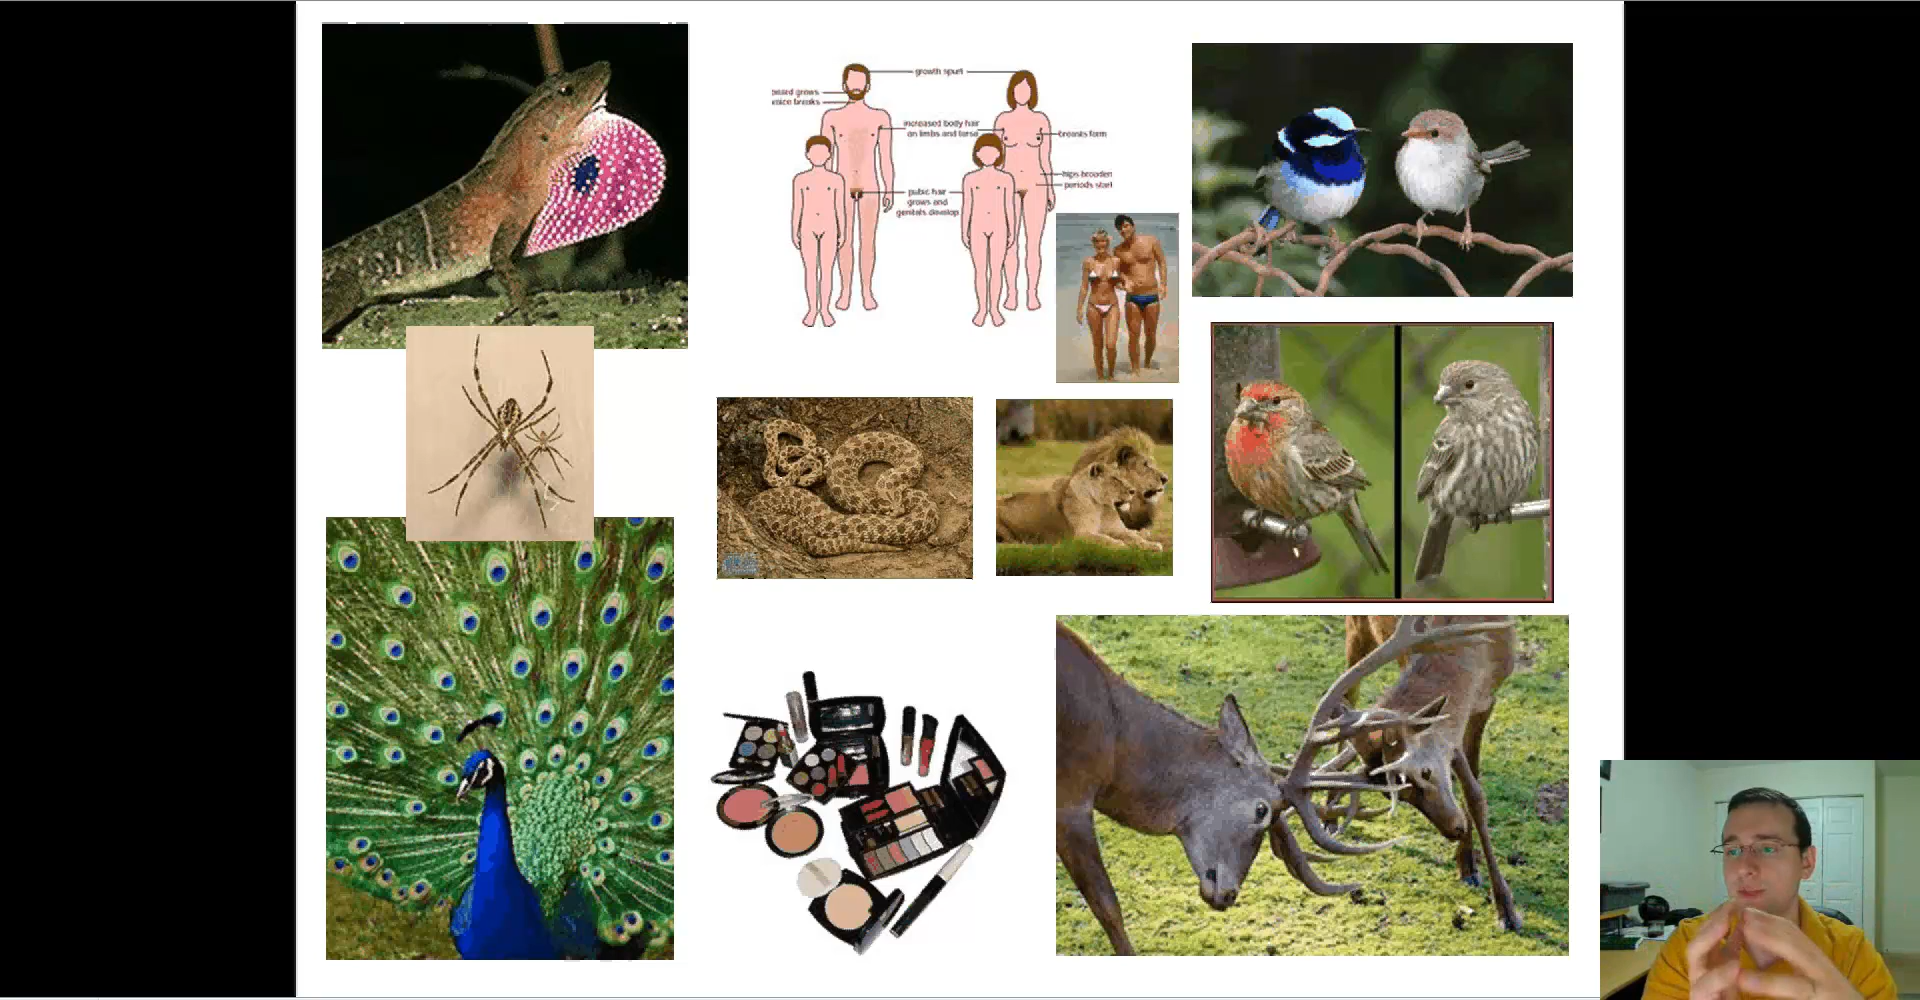 growth spurt
beard grows
voice breaks
increased body hair
on limbs and torso
breasts form
hips broaden
periods start
pubic hair
grows and
genitals develop